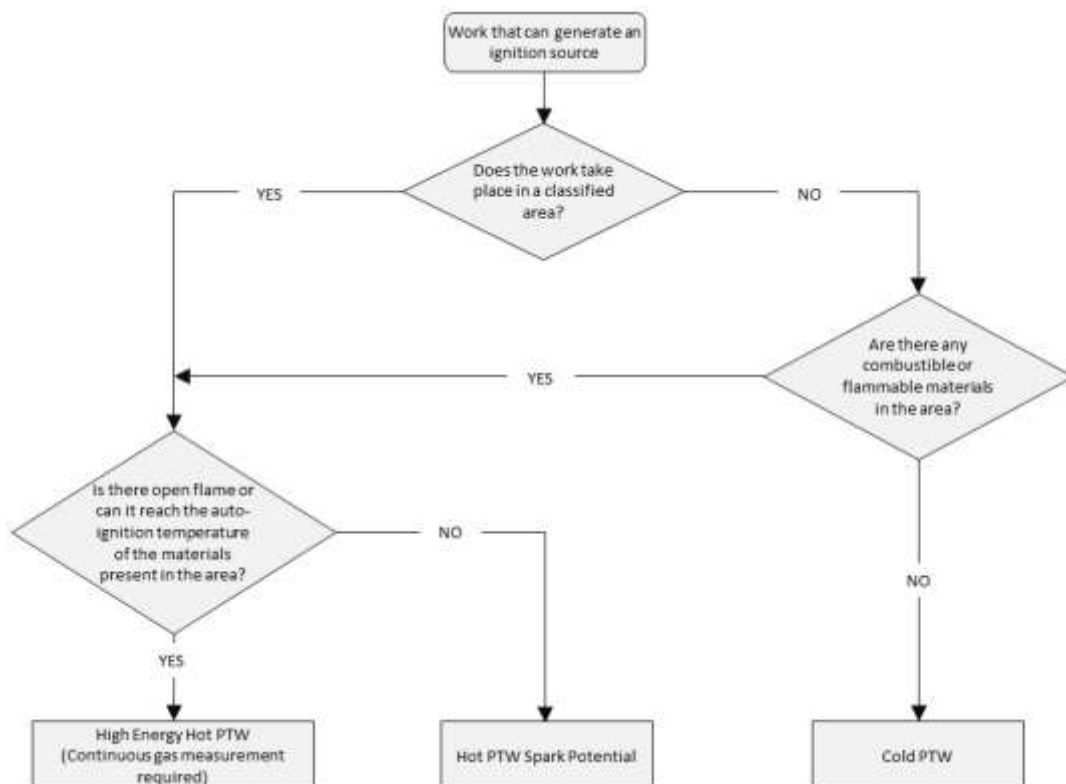 Work that can generate an
ignition source
Does the work take
place in a classified
area?
YES
NO
Are there any
combustible or
flammable materials
in the area?
YES
Is there open flame or
can it reach the auto-
ignition temperature
of the materials
present in the area?
NO
NO
YES
High Energy Hot PTW
(Continuous gas measurement
required)
Hot PTW Spark Potential
Cold PTW